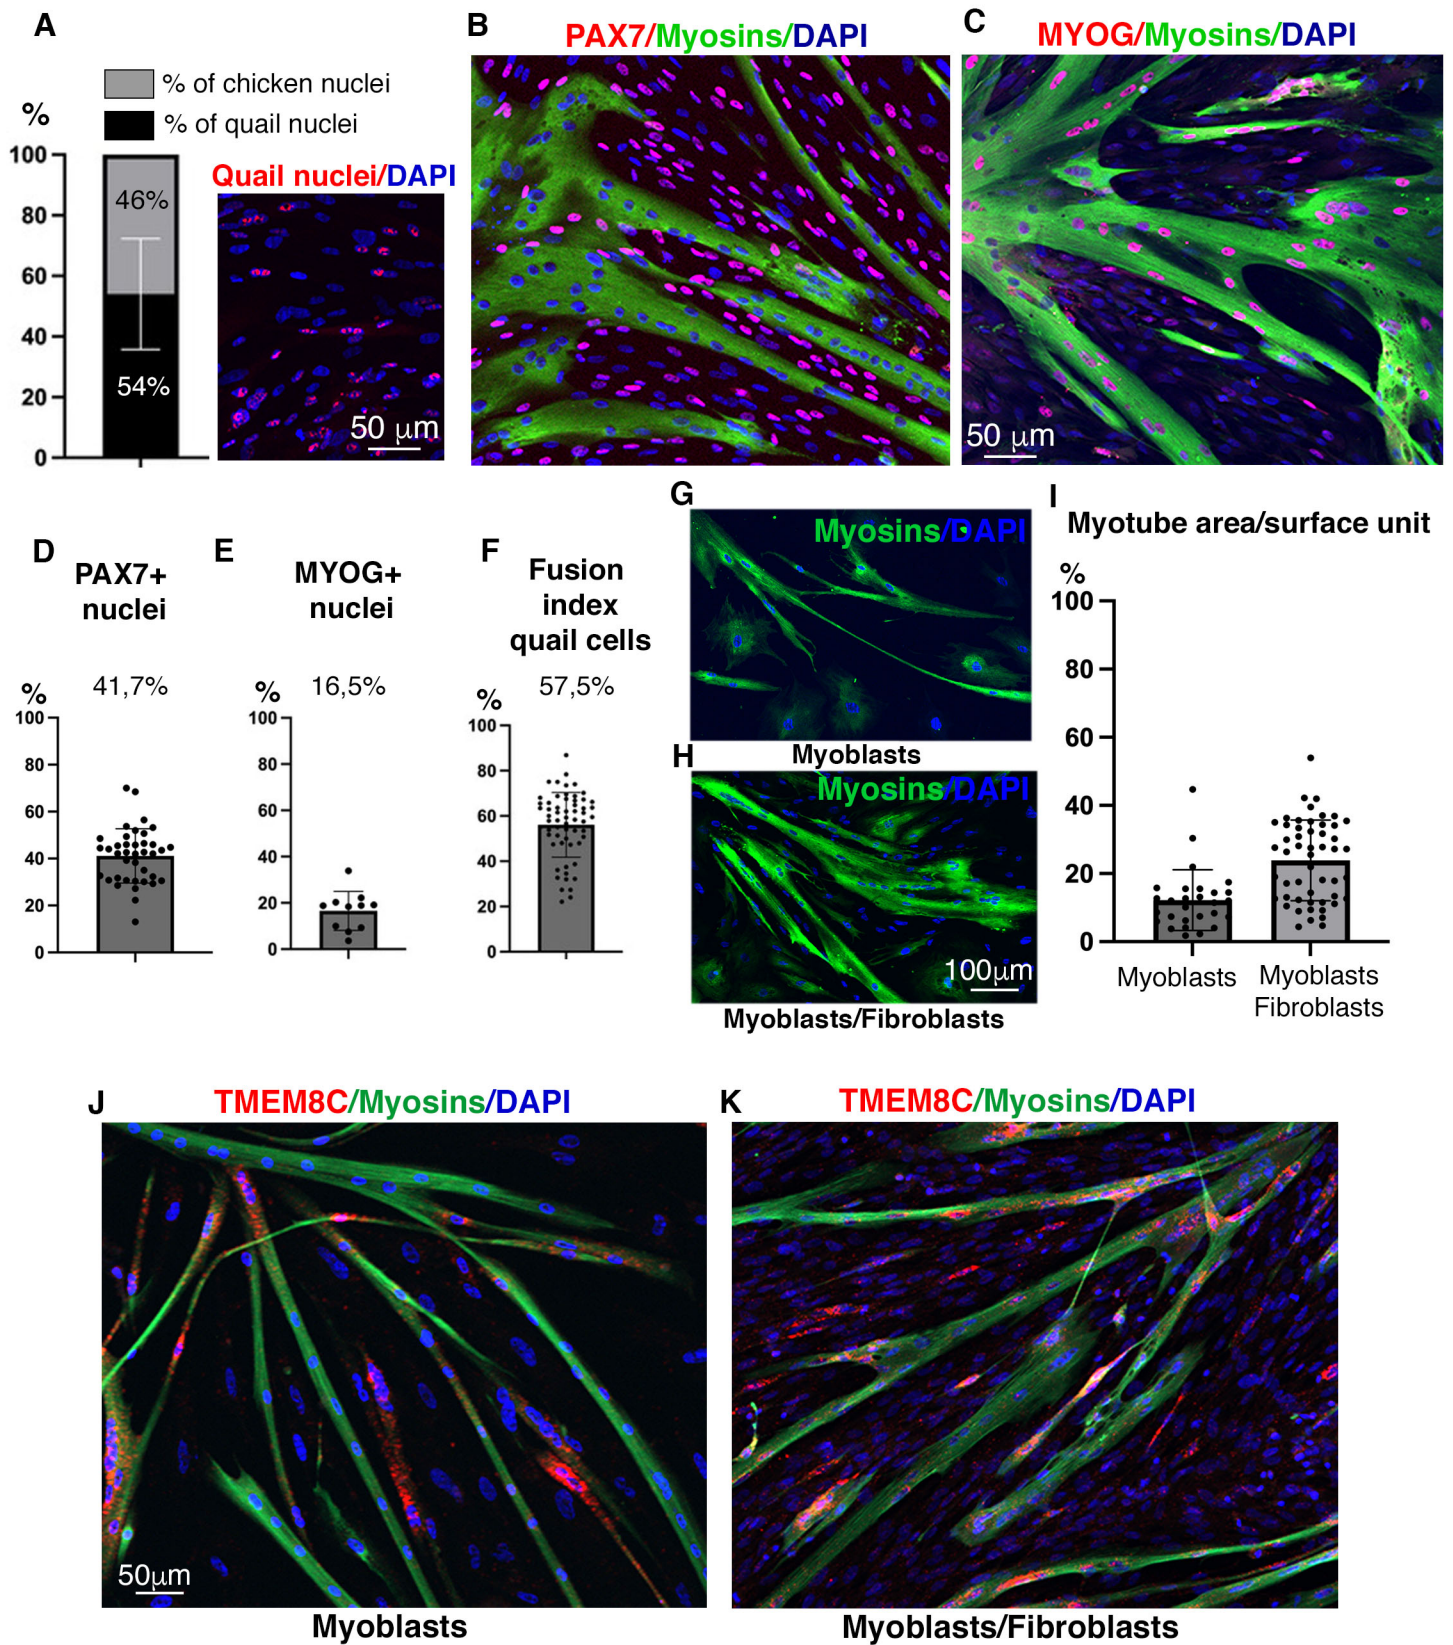 A
% of chicken nuclei
% of quail nuclei
%
100
80
60
40
20
0
46%
54%
Quail nuclei/DAPI
50 µm
B
PAX7/Myosins/DAPI
C
MYOG/Myosins/DAPI
50 µm
D
PAX7+
nuclei
41,7%
%
100
80
60
40
20
0
E
MYOG+
nuclei
16,5%
%
100
80
60
40
20
0
F
Fusion
index
quail cells
57,5%
%
100
80
60
40
20
0
G
Myosins/DAPI
Myoblasts
H
Myosins/DAPI
100µm
Myoblasts/Fibroblasts
I
Myotube area/surface unit
%
100
80
60
40
20
0
Myoblasts
Myoblasts
Fibroblasts
J
TMEM8C/Myosins/DAPI
50µm
Myoblasts
K
TMEM8C/Myosins/DAPI
Myoblasts/Fibroblasts